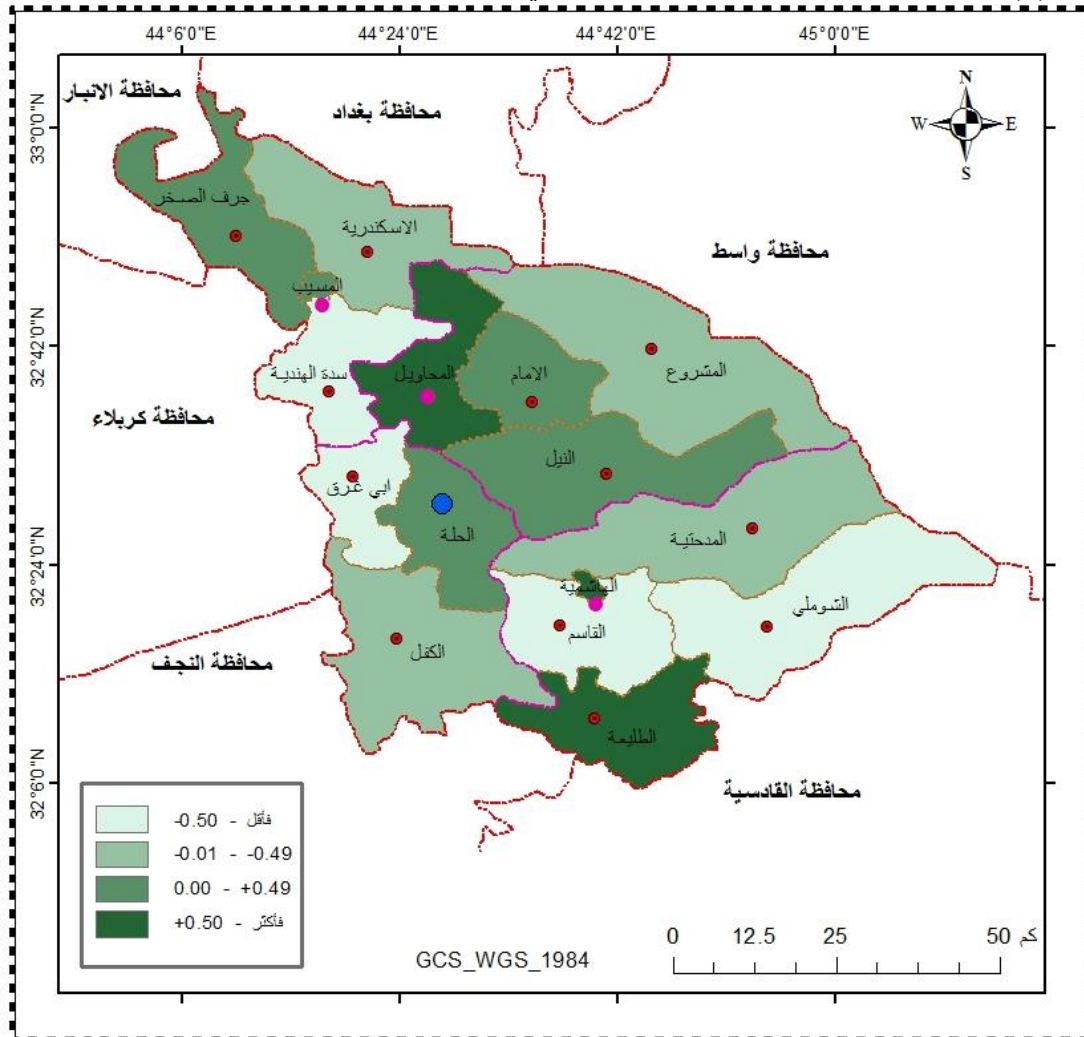 44°6'0"E
44°24'0"E
44°42'0"E
45°0'0"E
محافظة الانبار
محافظة بغداد
N
W
E
S
33°0'0"N
جرف الصخر
الاسكندرية
محافظة واسط
المسيب
32°42'0"N
سدة الهندية
المحاويل
الامام
المشروع
محافظة كربلاء
ابي غرق
النيل
الحلة
المدحتية
32°24'0"N
الهاشمية
الشوملي
القاسم
الكفل
محافظة النجف
الطليعة
32°6'0"N
محافظة القادسية
-0.50 - فأقل
-0.01 - -0.49
0.00 - +0.49
+0.50 - فأكثر
GCS_WGS_1984
0 12.5 25 50 كم